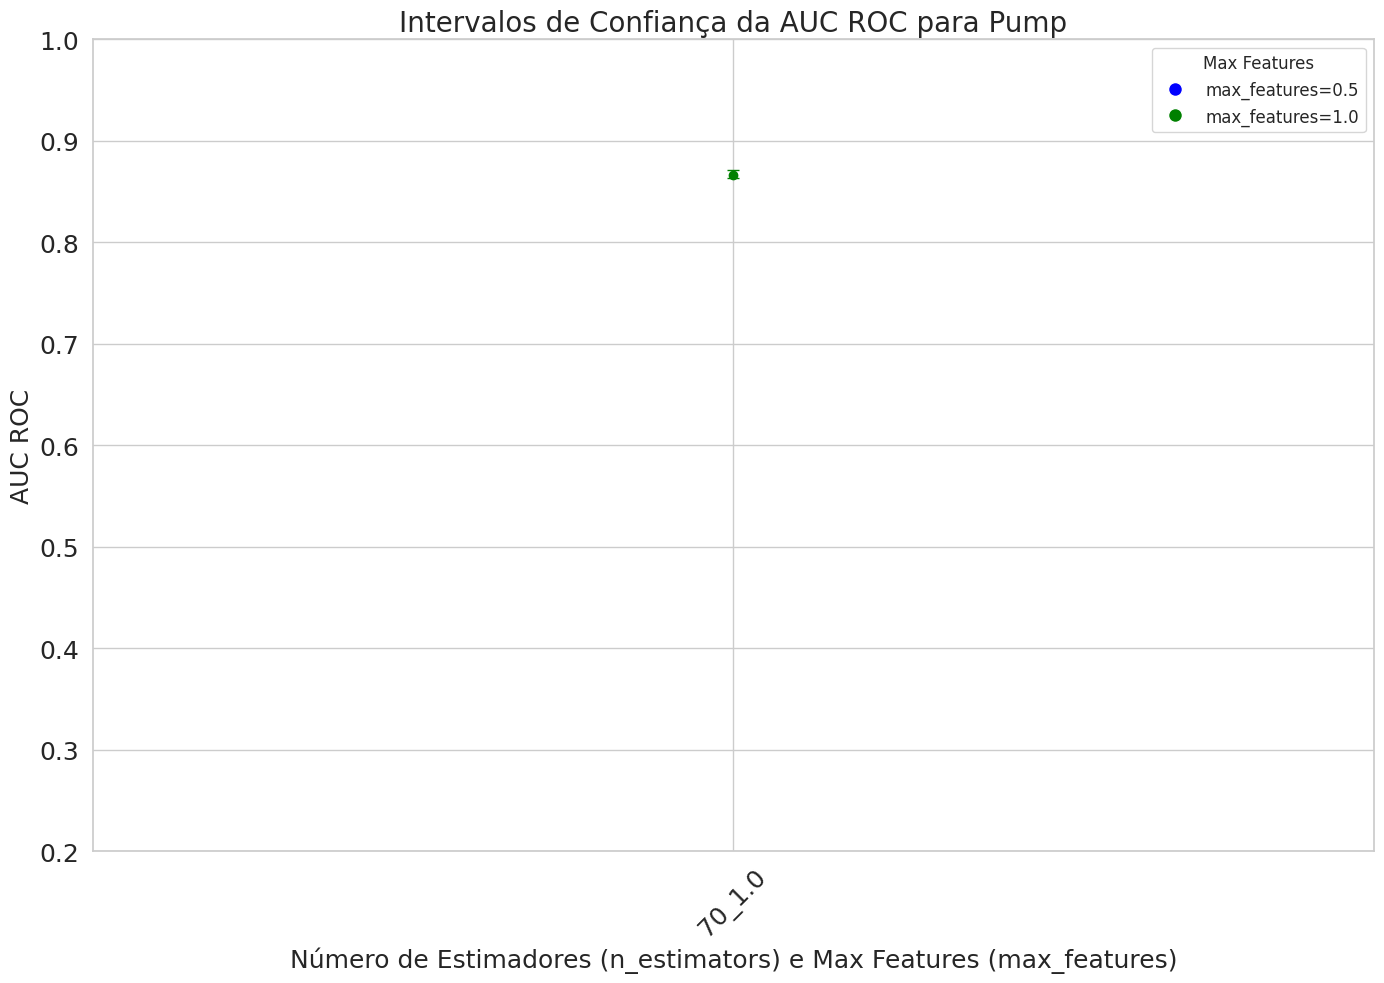 Intervalos de Confiança da AUC ROC para Pump
Max Features
max_features=0.5
max_features=1.0
1.0
0.9
0.8
0.7
0.6
0.5
0.4
0.3
0.2
AUC ROC
70_1.0
Número de Estimadores (n_estimators) e Max Features (max_features)